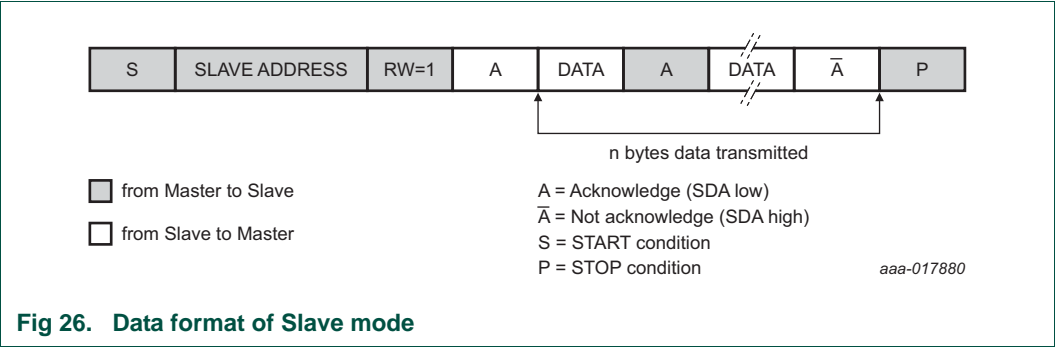 S SLAVE ADDRESS RW=1 A DATA A DATA A̅ P
n bytes data transmitted
from Master to Slave
from Slave to Master
A = Acknowledge (SDA low)
A̅ = Not acknowledge (SDA high)
S = START condition
P = STOP condition
aaa-017880
Fig 26. Data format of Slave mode